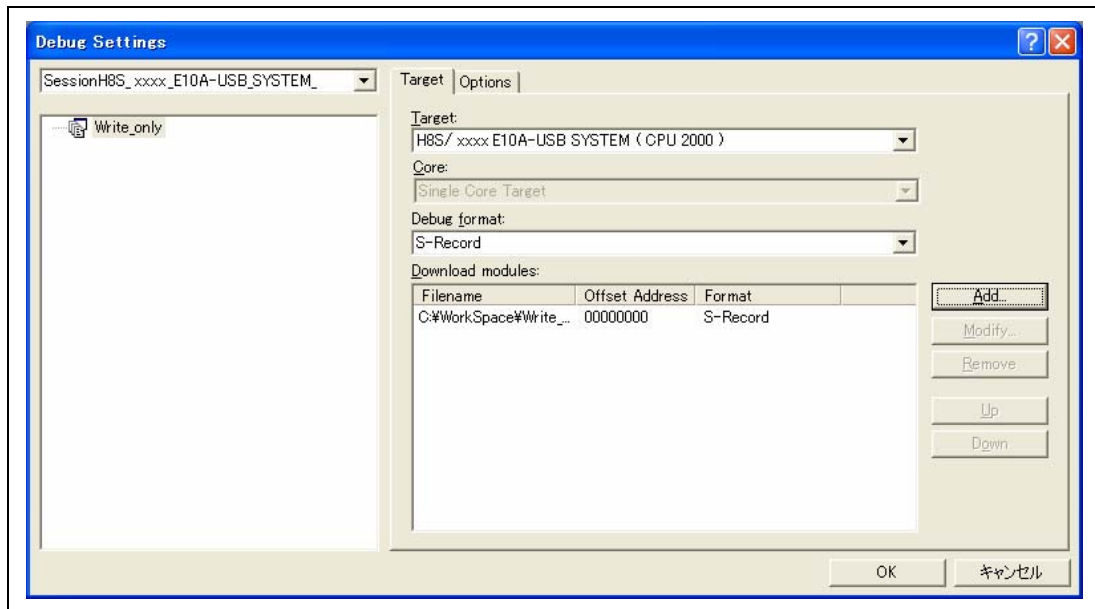 Debug Settings
SessionH8S_ xxxx_E10A-USB_SYSTEM_
Write_only
Target
Options
Target:
H8S/ xxxx E10A-USB SYSTEM ( CPU 2000 )
Core:
Single Core Target
Debug format:
S-Record
Download modules:
Filename Offset Address Format
C:¥WorkSpace¥Write_... 00000000 S-Record
Add...
Modify...
Remove
Up
Down
OK キャンセル